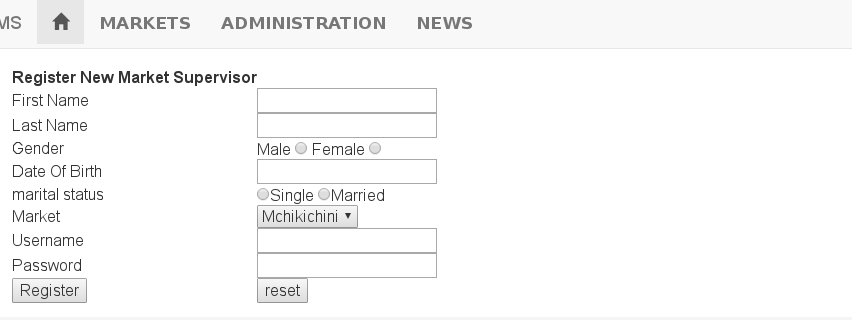 MS MARKETS ADMINISTRATION NEWS
Register New Market Supervisor
First Name
Last Name
Gender Male Female
Date Of Birth
marital status Single Married
Market Mchikichini
Username
Password
Register reset